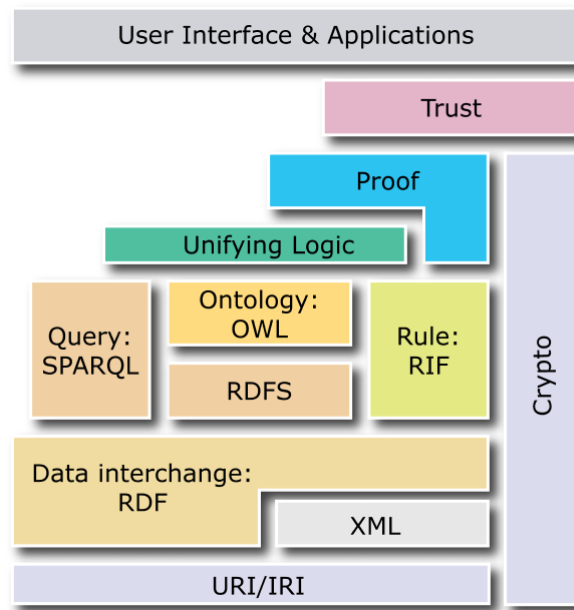 User Interface & Applications
Trust
Proof
Unifying Logic
Ontology:
OWL
Query:
SPARQL
Rule:
RIF
RDFS
Crypto
Data interchange:
RDF
XML
URI/IRI